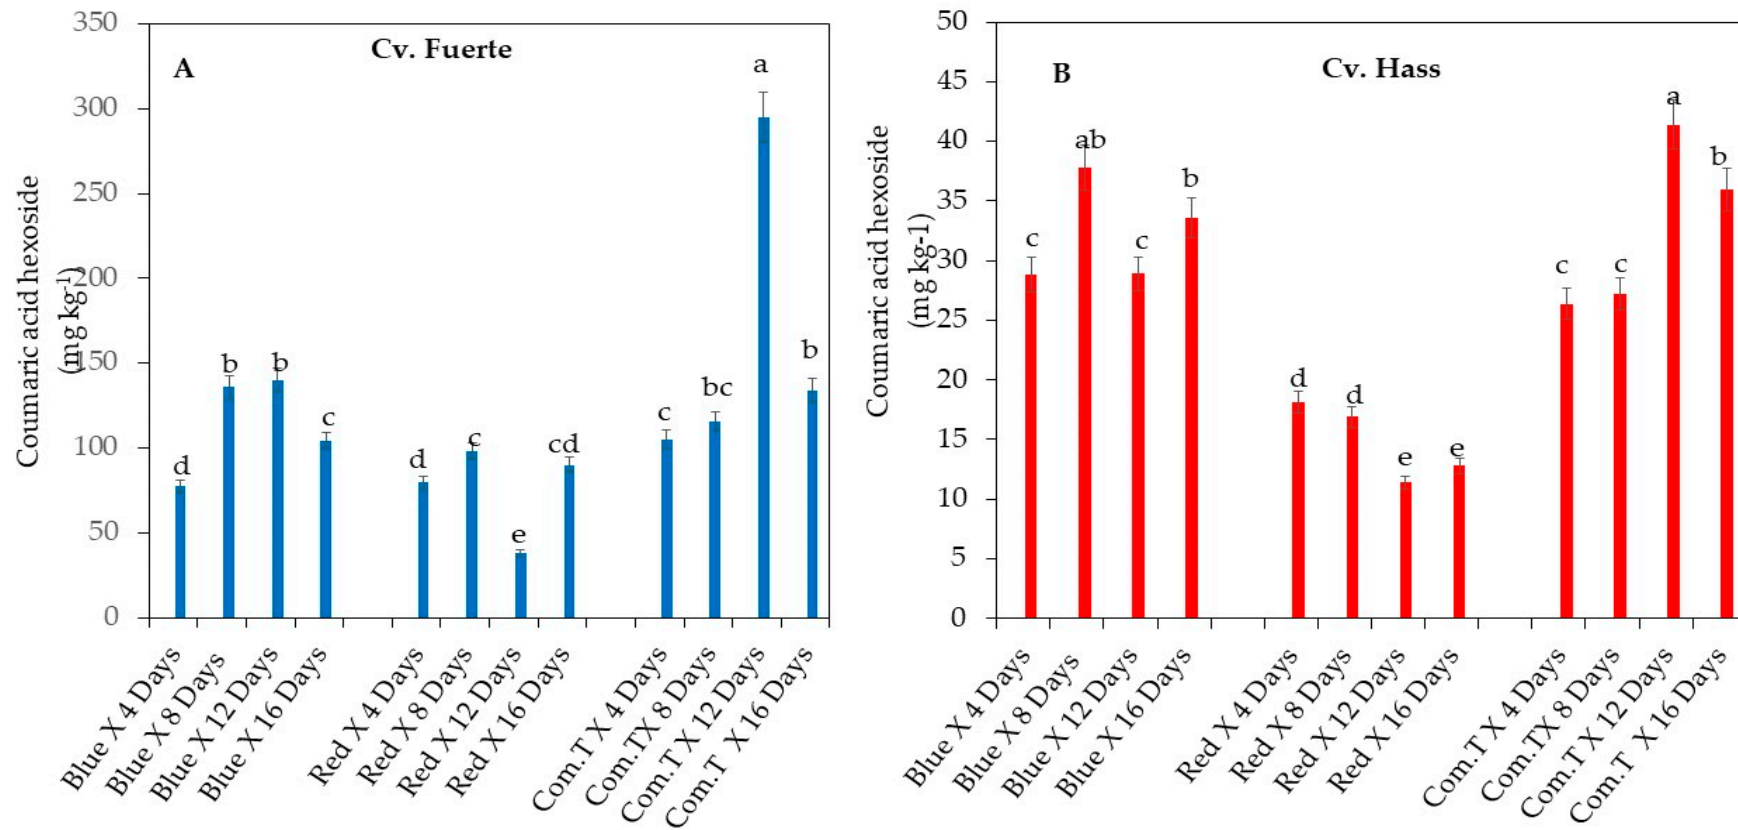 Cv. Fuerte
A
Coumaric acid hexoside
(mg kg-1)
350
300
250
200
150
100
50
0
d
b
b
c
d
c
e
cd
c
bc
a
b
Blue X 4 Days
Blue X 8 Days
Blue X 12 Days
Blue X 16 Days
Red X 4 Days
Red X 8 Days
Red X 12 Days
Red X 16 Days
Com.T X 4 Days
Com.TX 8 Days
Com.T X 12 Days
Com.T X 16 Days
Cv. Hass
B
Coumaric acid hexoside
(mg kg-1)
50
45
40
35
30
25
20
15
10
5
0
c
ab
c
b
d
d
e
e
c
c
a
b
Blue X 4 Days
Blue X 8 Days
Blue X 12 Days
Blue X 16 Days
Red X 4 Days
Red X 8 Days
Red X 12 Days
Red X 16 Days
Com.T X 4 Days
Com.TX 8 Days
Com.T X 12 Days
Com.T X 16 Days